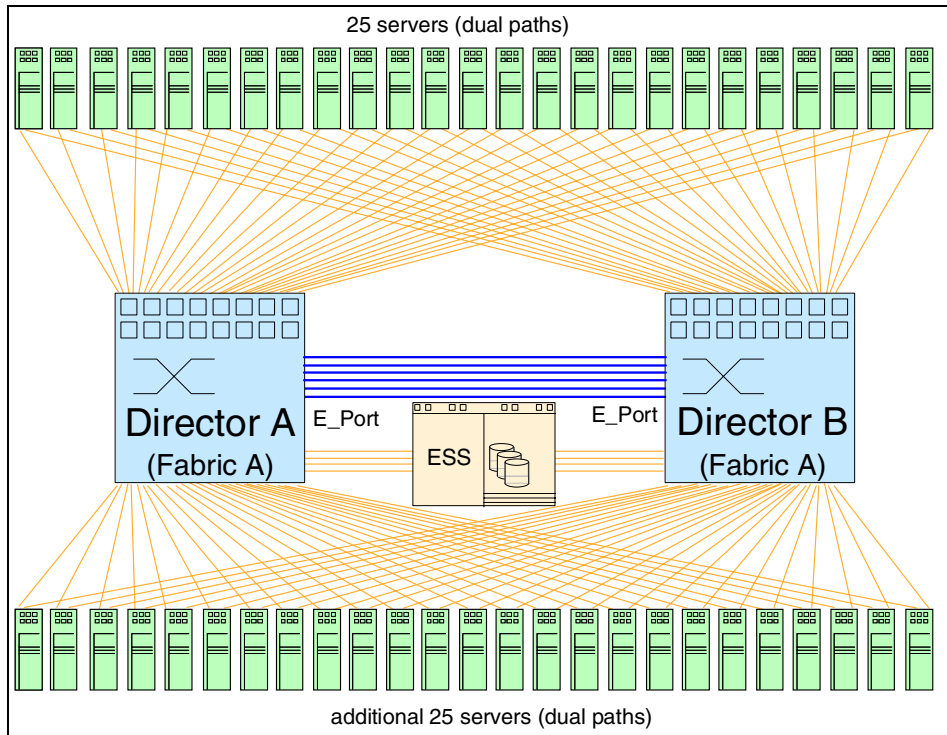 25 servers (dual paths)
Director A
(Fabric A)
E_Port
E_Port
Director B
(Fabric A)
ESS
additional 25 servers (dual paths)